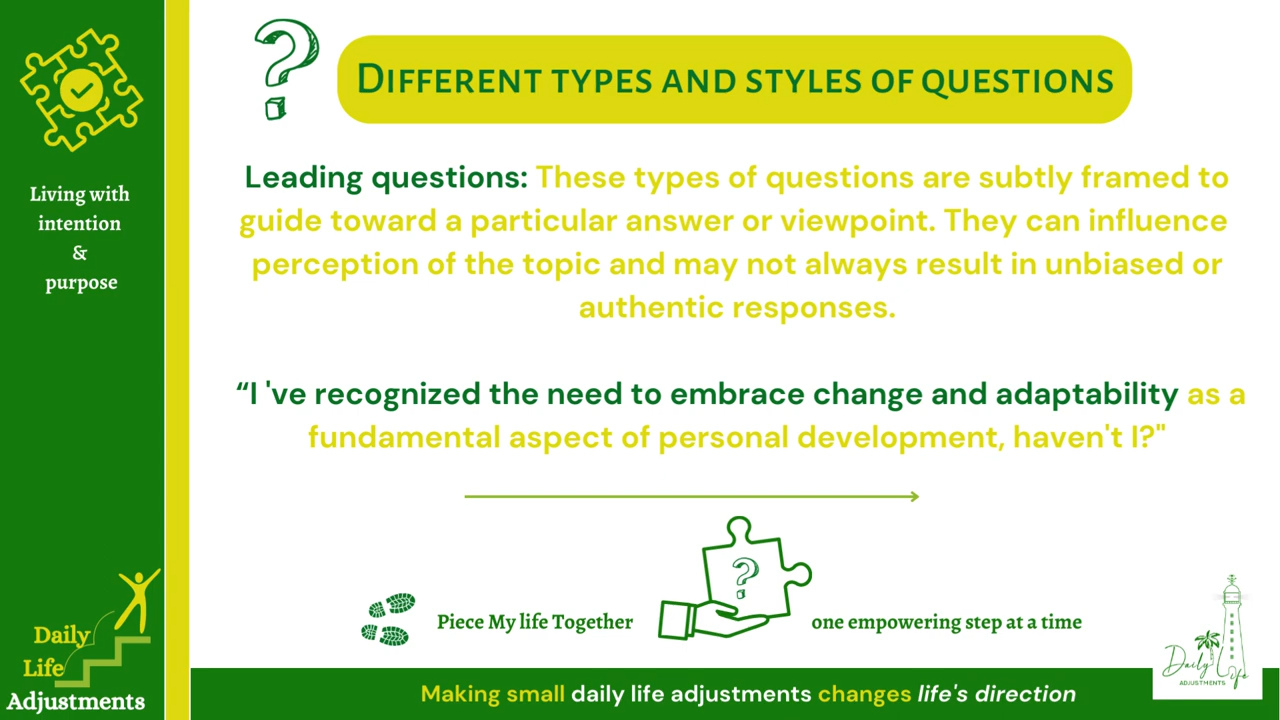 Living with
intention
&
purpose
Daily
Life
Adjustments
?
Different types and styles of questions
Leading questions: These types of questions are subtly framed to
guide toward a particular answer or viewpoint. They can influence
perception of the topic and may not always result in unbiased or
authentic responses.
“I 've recognized the need to embrace change and adaptability as a
fundamental aspect of personal development, haven't I?"
?
Piece My life Together
one empowering step at a time
Making small daily life adjustments changes life's direction
Daily Life
ADJUSTMENTS